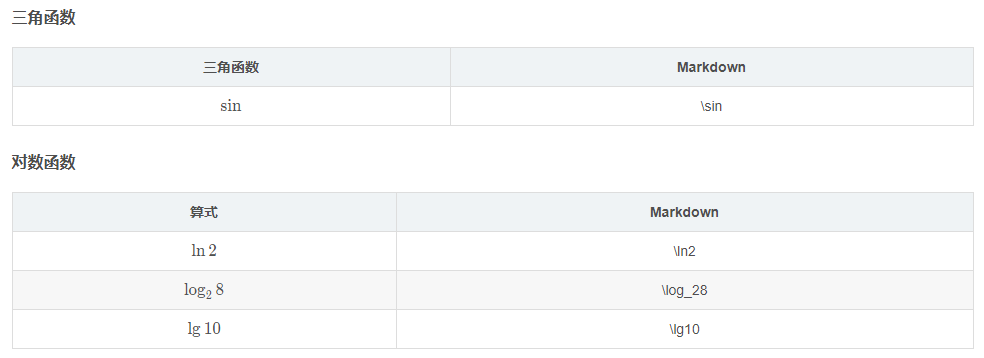 三角函数
三角函数 Markdown
sin \sin
对数函数
算式 Markdown
ln 2 \ln2
log₂ 8 \log_28
lg 10 \lg10